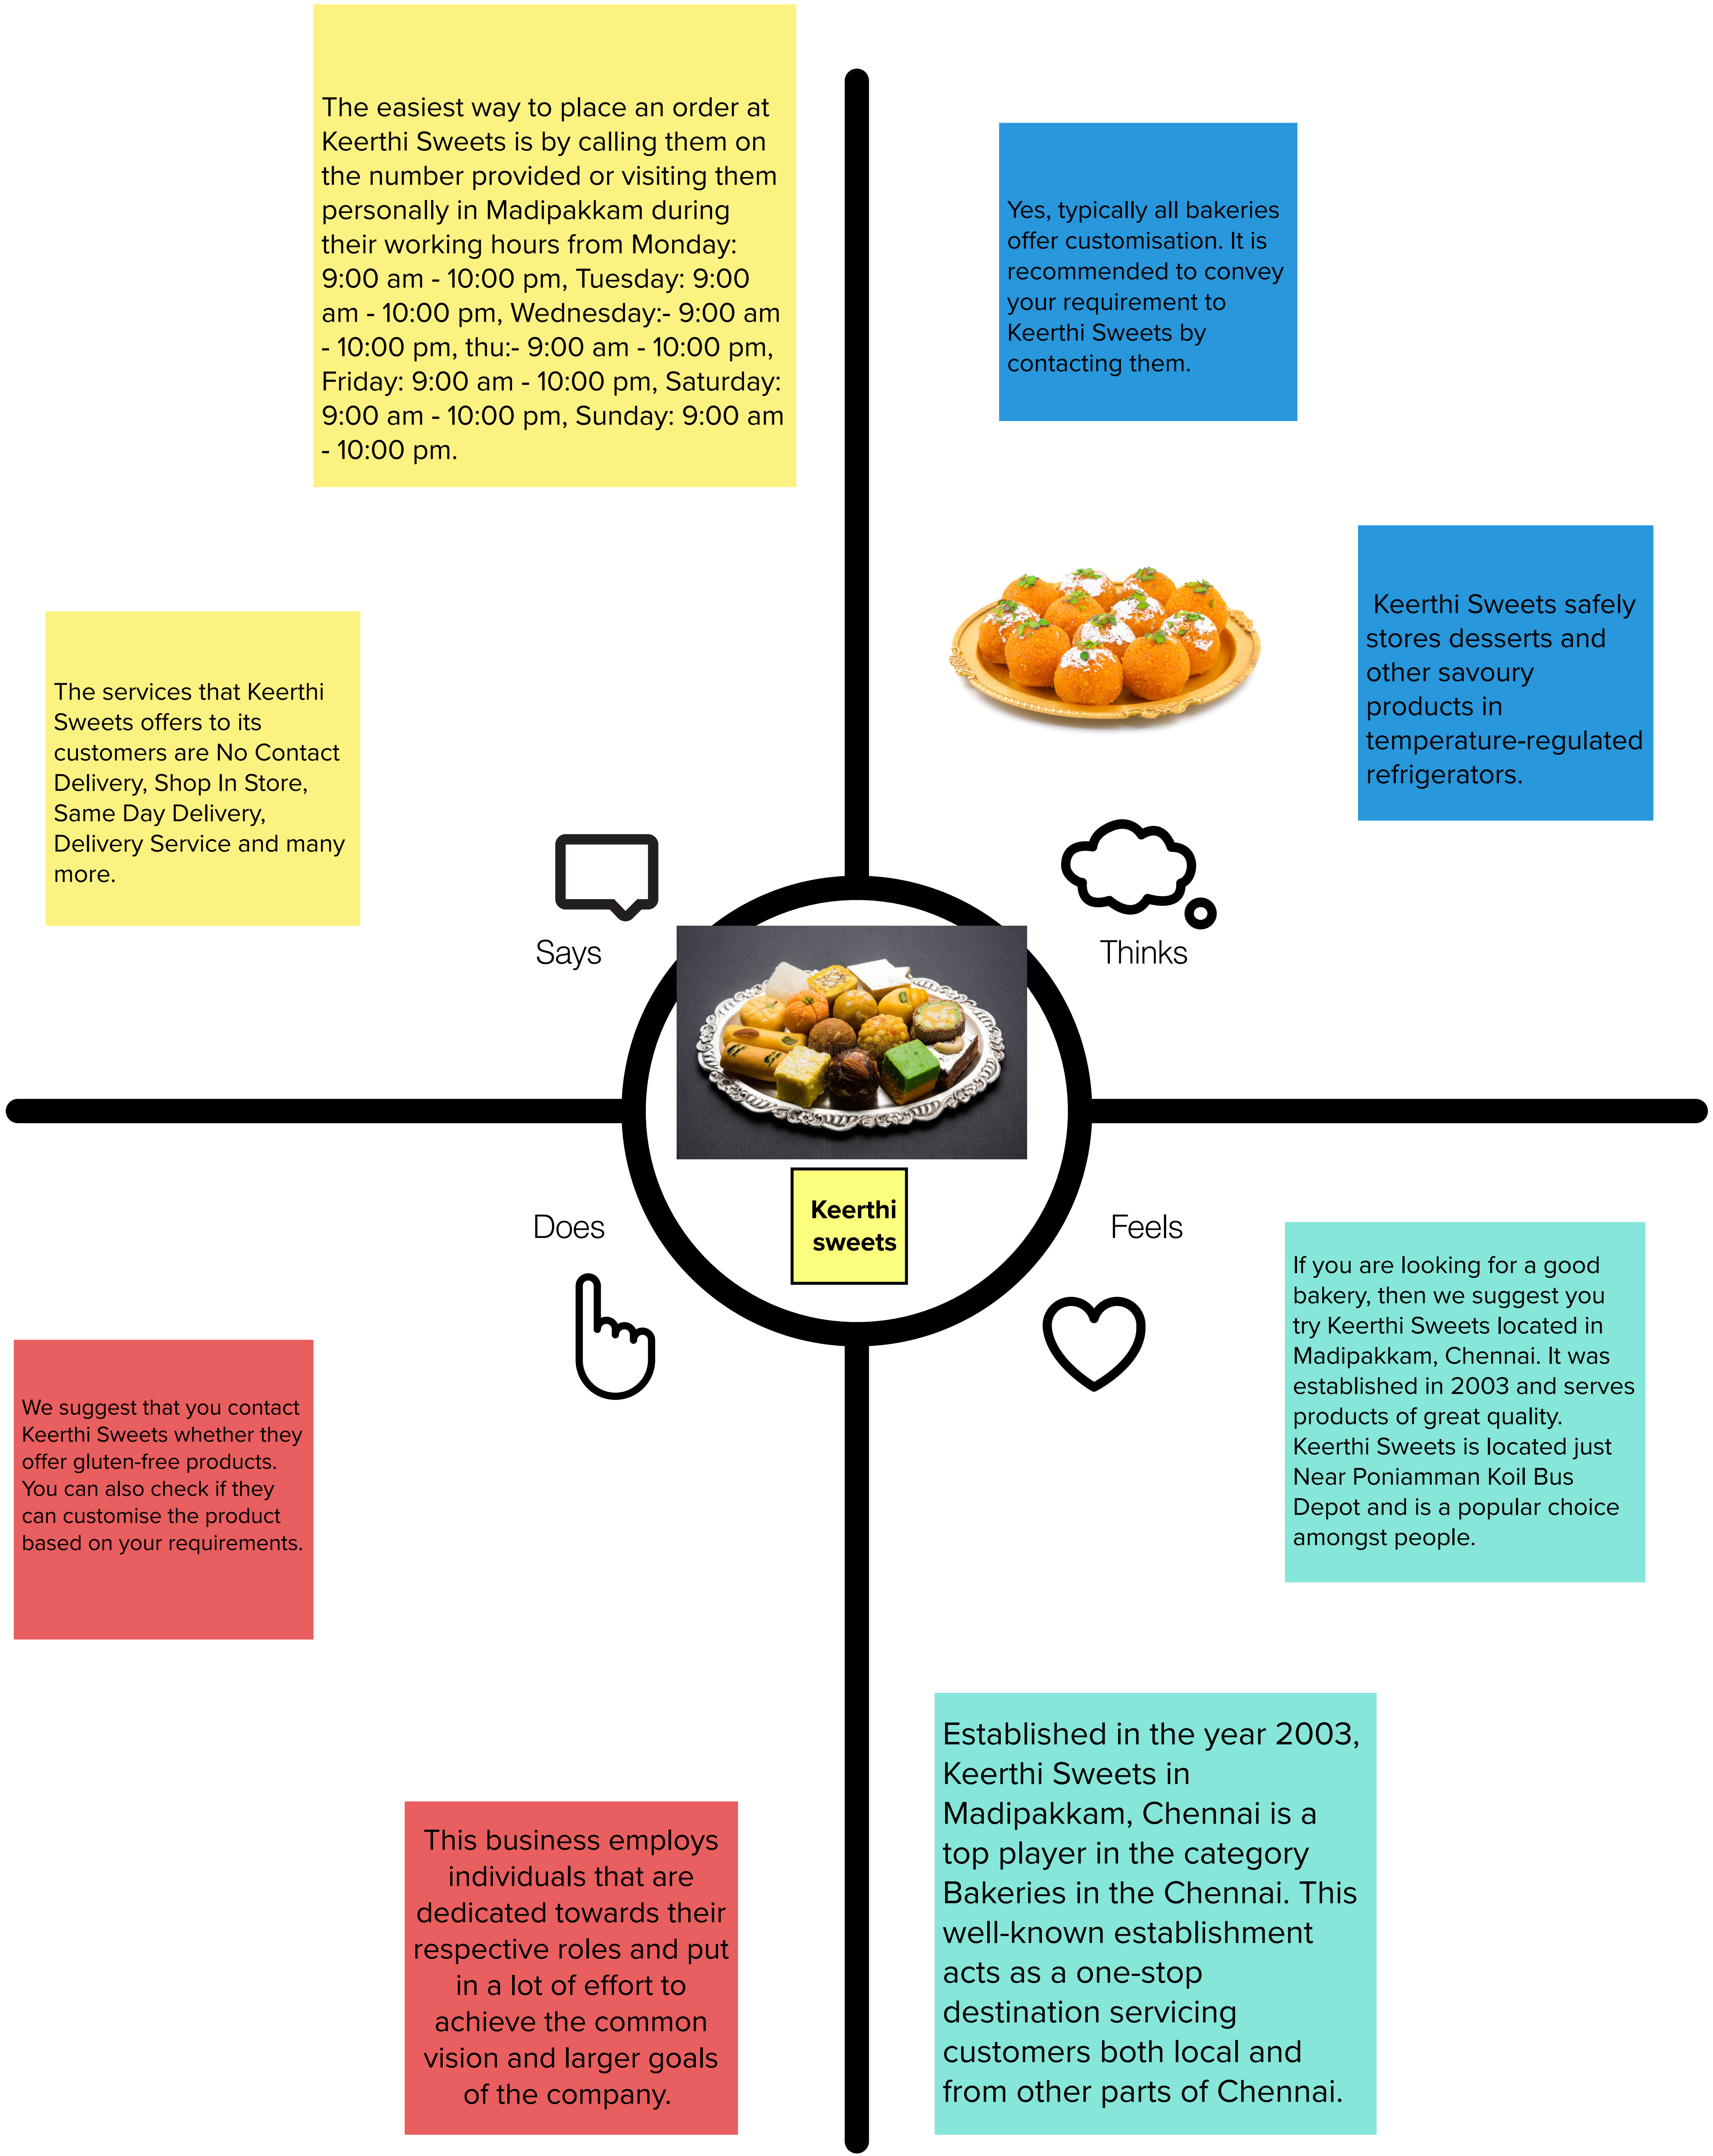 The easiest way to place an order at
Keerthi Sweets is by calling them on
the number provided or visiting them
personally in Madipakkam during
their working hours from Monday:
9:00 am - 10:00 pm, Tuesday: 9:00
am - 10:00 pm, Wednesday:- 9:00 am
- 10:00 pm, thu:- 9:00 am - 10:00 pm,
Friday: 9:00 am - 10:00 pm, Saturday:
9:00 am - 10:00 pm, Sunday: 9:00 am
- 10:00 pm.
Yes, typically all bakeries
offer customisation. It is
recommended to convey
your requirement to
Keerthi Sweets by
contacting them.
Keerthi Sweets safely
stores desserts and
other savoury
products in
temperature-regulated
refrigerators.
The services that Keerthi
Sweets offers to its
customers are No Contact
Delivery, Shop In Store,
Same Day Delivery,
Delivery Service and many
more.
Says
Thinks
Keerthi
sweets
Does
Feels
If you are looking for a good
bakery, then we suggest you
try Keerthi Sweets located in
Madipakkam, Chennai. It was
established in 2003 and serves
products of great quality.
Keerthi Sweets is located just
Near Poniamman Koil Bus
Depot and is a popular choice
amongst people.
We suggest that you contact
Keerthi Sweets whether they
offer gluten-free products.
You can also check if they
can customise the product
based on your requirements.
This business employs
individuals that are
dedicated towards their
respective roles and put
in a lot of effort to
achieve the common
vision and larger goals
of the company.
Established in the year 2003,
Keerthi Sweets in
Madipakkam, Chennai is a
top player in the category
Bakeries in the Chennai. This
well-known establishment
acts as a one-stop
destination servicing
customers both local and
from other parts of Chennai.